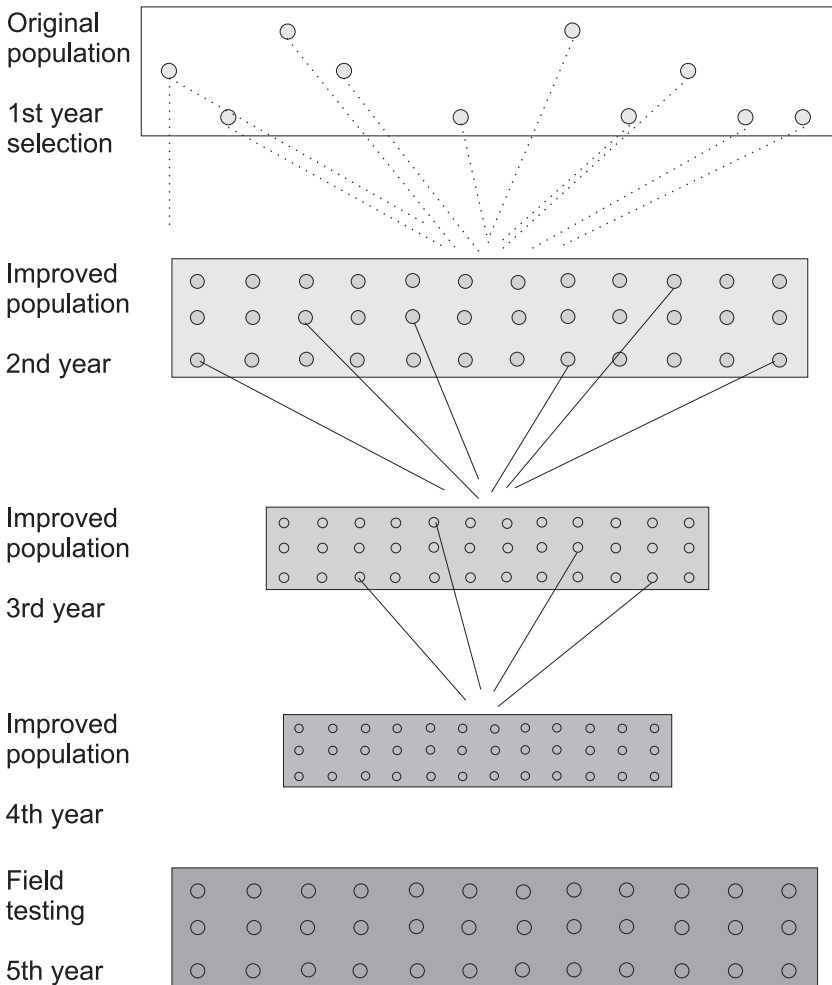 Original
population
1st year
selection
Improved
population
2nd year
Improved
population
3rd year
Improved
population
4th year
Field
testing
5th year